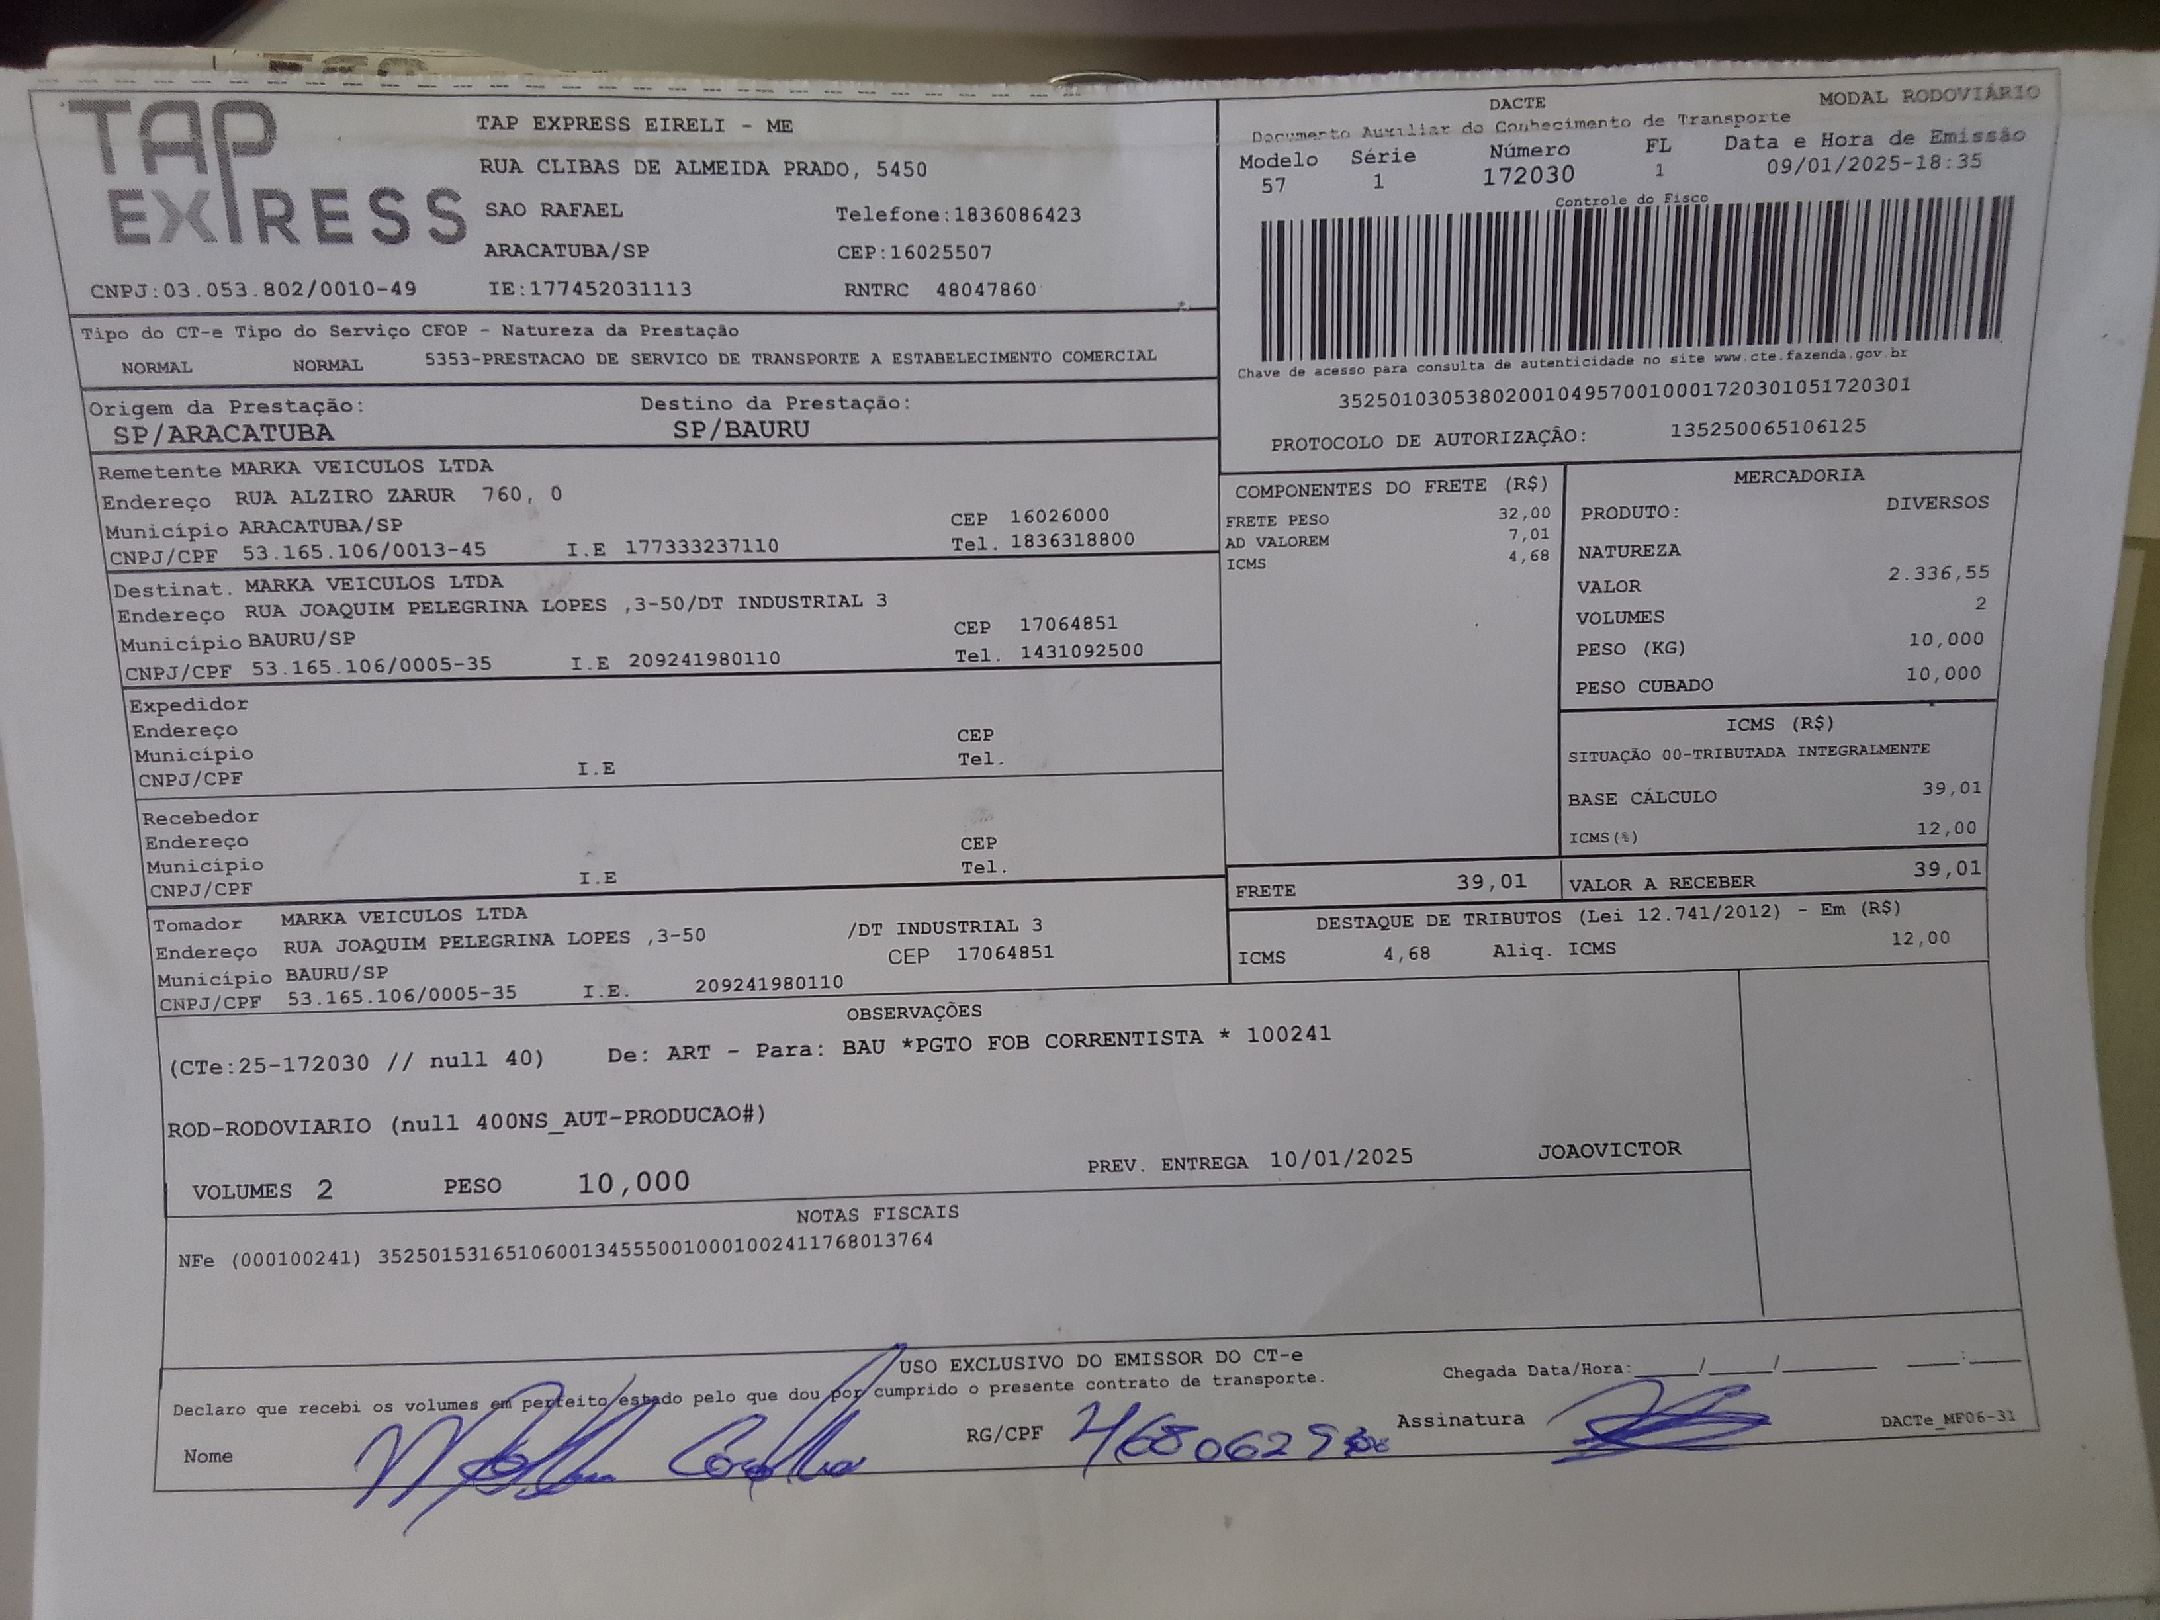 TAP
EXPRESS
TAP EXPRESS EIRELI - ME
RUA CLIBAS DE ALMEIDA PRADO, 5450
SAO RAFAEL Telefone:1836086423
ARACATUBA/SP CEP:16025507
CNPJ:03.053.802/0010-49 IE:177452031113 RNTRC 48047860
DACTE MODAL RODOVIÁRIO
Documento Auxiliar do Conhecimento de Transporte
Modelo Série Número FL Data e Hora de Emissão
57 1 172030 1 09/01/2025-18:35
Controle do Fisco
Chave de acesso para consulta de autenticidade no site www.cte.fazenda.gov.br
35250103053802001049570010001720301051720301
PROTOCOLO DE AUTORIZAÇÃO: 135250065106125
Tipo do CT-e Tipo do Serviço CFOP - Natureza da Prestação
NORMAL NORMAL 5353-PRESTACAO DE SERVICO DE TRANSPORTE A ESTABELECIMENTO COMERCIAL
Origem da Prestação: Destino da Prestação:
SP/ARACATUBA SP/BAURU
Remetente MARKA VEICULOS LTDA
Endereço RUA ALZIRO ZARUR 760, 0
Município ARACATUBA/SP CEP 16026000
CNPJ/CPF 53.165.106/0013-45 I.E 177333237110 Tel. 1836318800
Destinat. MARKA VEICULOS LTDA
Endereço RUA JOAQUIM PELEGRINA LOPES ,3-50/DT INDUSTRIAL 3
Município BAURU/SP CEP 17064851
CNPJ/CPF 53.165.106/0005-35 I.E 209241980110 Tel. 1431092500
Expedidor
Endereço
Município CEP
CNPJ/CPF I.E Tel.
Recebedor
Endereço
Município CEP
CNPJ/CPF I.E Tel.
Tomador MARKA VEICULOS LTDA
Endereço RUA JOAQUIM PELEGRINA LOPES ,3-50 /DT INDUSTRIAL 3
Município BAURU/SP CEP 17064851
CNPJ/CPF 53.165.106/0005-35 I.E. 209241980110
COMPONENTES DO FRETE (R$)
FRETE PESO 32,00
AD VALOREM 7,01
ICMS 4,68
MERCADORIA
PRODUTO: DIVERSOS
NATUREZA
VALOR 2.336,55
VOLUMES 2
PESO (KG) 10,000
PESO CUBADO 10,000
ICMS (R$)
SITUAÇÃO 00-TRIBUTADA INTEGRALMENTE
BASE CÁLCULO 39,01
ICMS(%) 12,00
FRETE 39,01 VALOR A RECEBER 39,01
DESTAQUE DE TRIBUTOS (Lei 12.741/2012) - Em (R$)
ICMS 4,68 Aliq. ICMS 12,00
OBSERVAÇÕES
(CTe:25-172030 // null 40) De: ART - Para: BAU *PGTO FOB CORRENTISTA * 100241
ROD-RODOVIARIO (null 400NS_AUT-PRODUCAO#)
VOLUMES 2 PESO 10,000 PREV. ENTREGA 10/01/2025 JOAOVICTOR
NOTAS FISCAIS
NFe (000100241) 35250153165106001345550010001002411768013764
USO EXCLUSIVO DO EMISSOR DO CT-e
Declaro que recebi os volumes em perfeito estado pelo que dou por cumprido o presente contrato de transporte.
Chegada Data/Hora:____/____/______ ___:___
Nome RG/CPF Assinatura DACTe_MF06-31